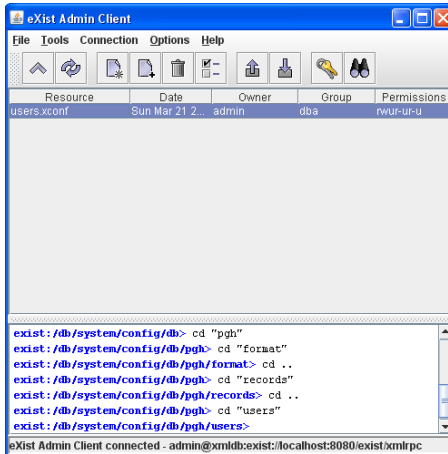 eXist Admin Client
File Tools Connection Options Help
Resource Date Owner Group Permissions
users.xconf Sun Mar 21 2... admin dba rwur-ur-u
exist:/db/system/config/db> cd "pgh"
exist:/db/system/config/db/pgh> cd "format"
exist:/db/system/config/db/pgh/format> cd ..
exist:/db/system/config/db/pgh> cd "records"
exist:/db/system/config/db/pgh/records> cd ..
exist:/db/system/config/db/pgh> cd "users"
exist:/db/system/config/db/pgh/users>
eXist Admin Client connected - admin@xmldb:exist://localhost:8080/exist/xmlrpc